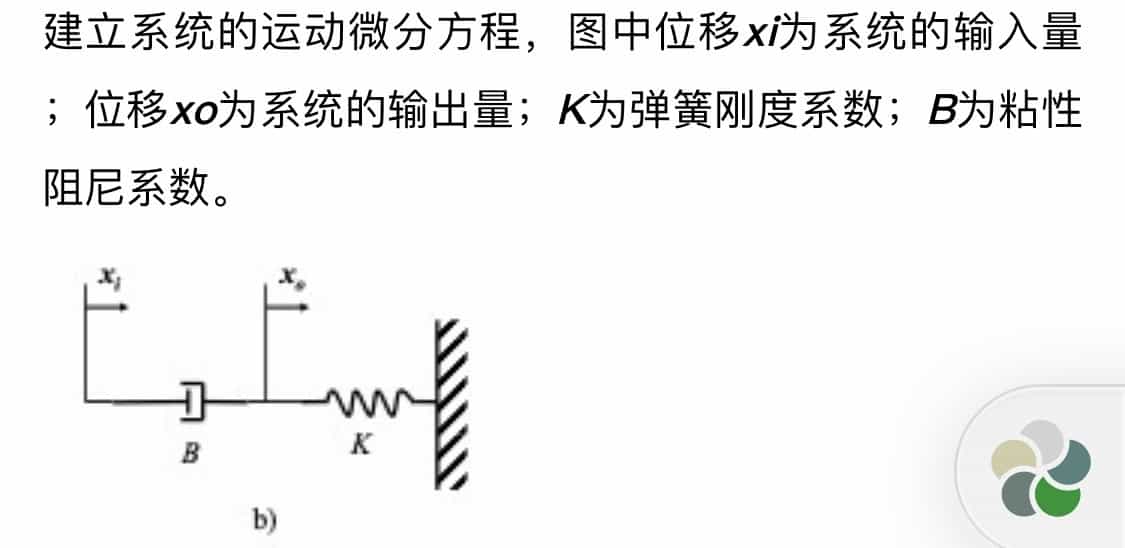 建立系统的运动微分方程，图中位移xi为系统的输入量
；位移xo为系统的输出量；K为弹簧刚度系数；B为粘性
阻尼系数。
xi xo
B K
b)